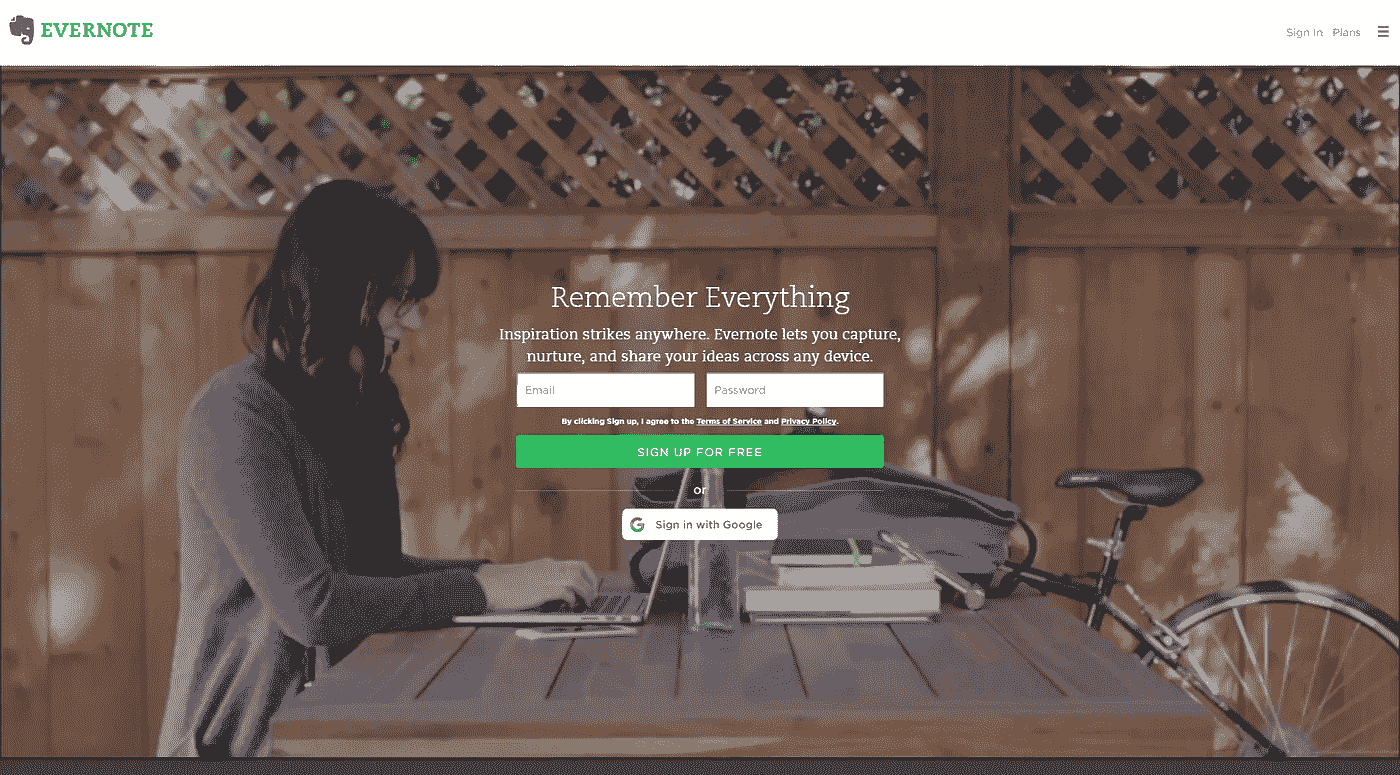 EVERNOTE
Sign In Plans
Remember Everything
Inspiration strikes anywhere. Evernote lets you capture,
nurture, and share your ideas across any device.
Email Password
By clicking Sign up, I agree to the Terms of Service and Privacy Policy.
SIGN UP FOR FREE
or
Sign in with Google